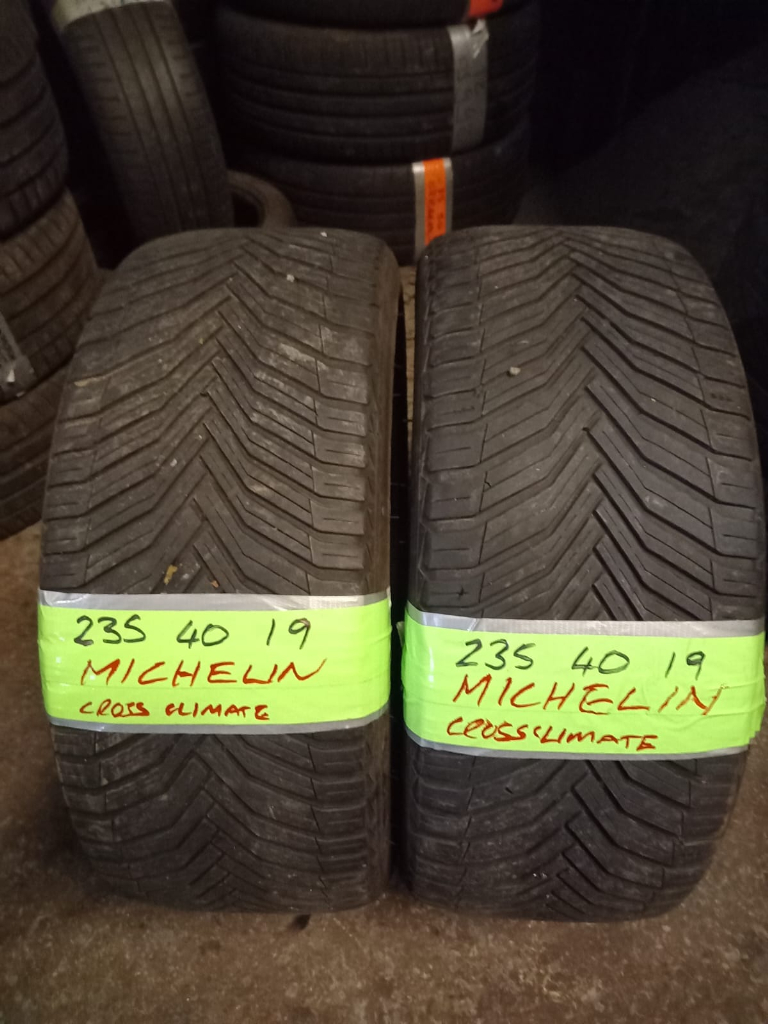 235 40 19
MICHELIN
CROSS CLIMATE
235 40 19
MICHELIN
CROSSCLIMATE